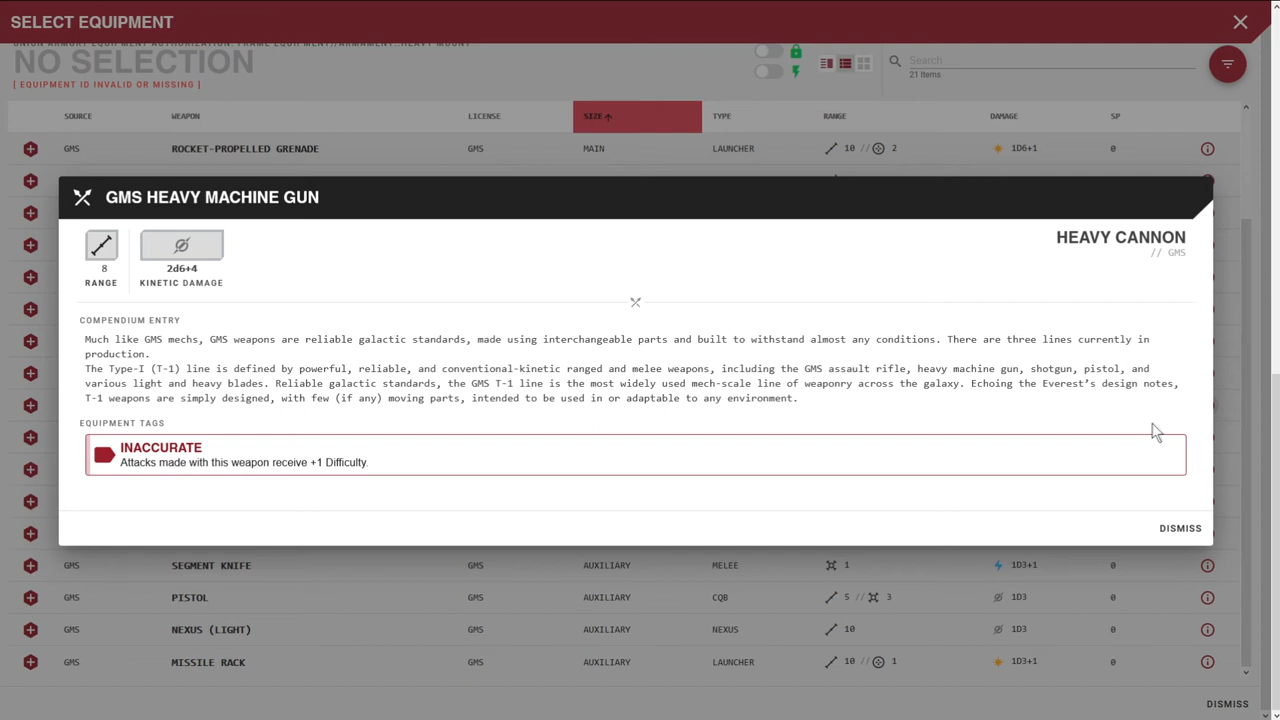 SELECT EQUIPMENT
UNION ARMORY EQUIPMENT AUTHORIZATION: FRAME EQUIPMENT//ARMAMENT::HEAVY MOUNT
NO SELECTION
[ EQUIPMENT ID INVALID OR MISSING ]
Search
21 Items
SOURCE WEAPON LICENSE SIZE TYPE RANGE DAMAGE SP
GMS ROCKET-PROPELLED GRENADE GMS MAIN LAUNCHER 10 // 2 1D6+1 0
GMS HEAVY MACHINE GUN
HEAVY CANNON
// GMS
8
RANGE
2d6+4
KINETIC DAMAGE
COMPENDIUM ENTRY
Much like GMS mechs, GMS weapons are reliable galactic standards, made using interchangeable parts and built to withstand almost any conditions. There are three lines currently in
production.
The Type-I (T-1) line is defined by powerful, reliable, and conventional-kinetic ranged and melee weapons, including the GMS assault rifle, heavy machine gun, shotgun, pistol, and
various light and heavy blades. Reliable galactic standards, the GMS T-1 line is the most widely used mech-scale line of weaponry across the galaxy. Echoing the Everest’s design notes,
T-1 weapons are simply designed, with few (if any) moving parts, intended to be used in or adaptable to any environment.
EQUIPMENT TAGS
INACCURATE
Attacks made with this weapon receive +1 Difficulty.
DISMISS
GMS SEGMENT KNIFE GMS AUXILIARY MELEE 1 1D3+1 0
GMS PISTOL GMS AUXILIARY CQB 5 // 3 1D3 0
GMS NEXUS (LIGHT) GMS AUXILIARY NEXUS 10 1D3 0
GMS MISSILE RACK GMS AUXILIARY LAUNCHER 10 // 1 1D3+1 0
DISMISS